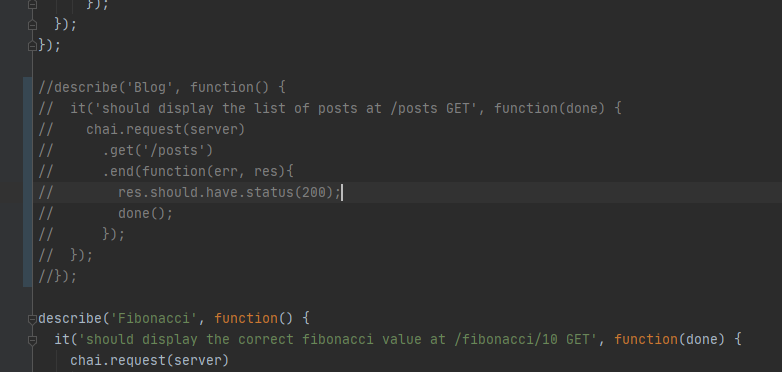 });
  });
});

//describe('Blog', function() {
//  it('should display the list of posts at /posts GET', function(done) {
//    chai.request(server)
//      .get('/posts')
//      .end(function(err, res){
//        res.should.have.status(200);
//        done();
//      });
//  });
//});

describe('Fibonacci', function() {
  it('should display the correct fibonacci value at /fibonacci/10 GET', function(done) {
    chai.request(server)